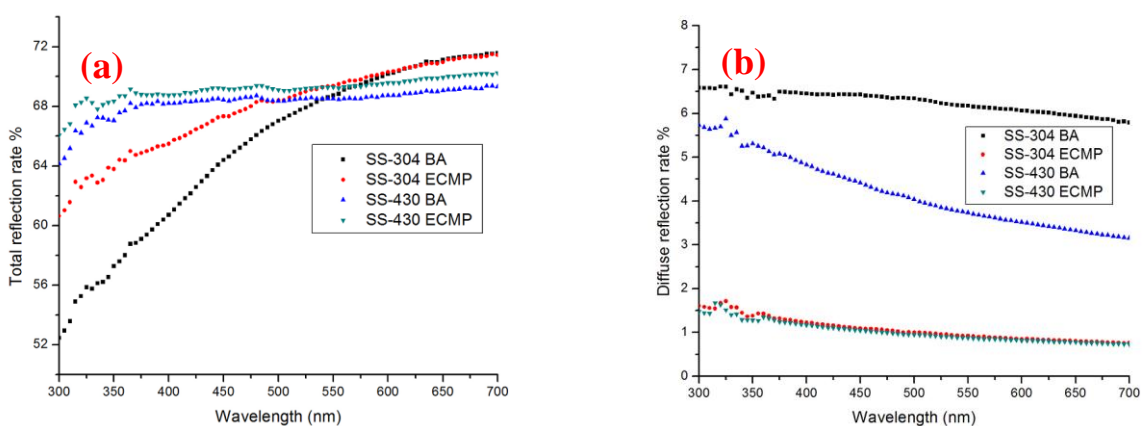 (a)
Total reflection rate %
72
68
64
60
56
52
SS-304 BA
SS-304 ECMP
SS-430 BA
SS-430 ECMP
300 350 400 450 500 550 600 650 700
Wavelength (nm)
(b)
Diffuse reflection rate %
8
7
6
5
4
3
2
1
0
SS-304 BA
SS-304 ECMP
SS-430 BA
SS-430 ECMP
300 350 400 450 500 550 600 650 700
Wavelength (nm)